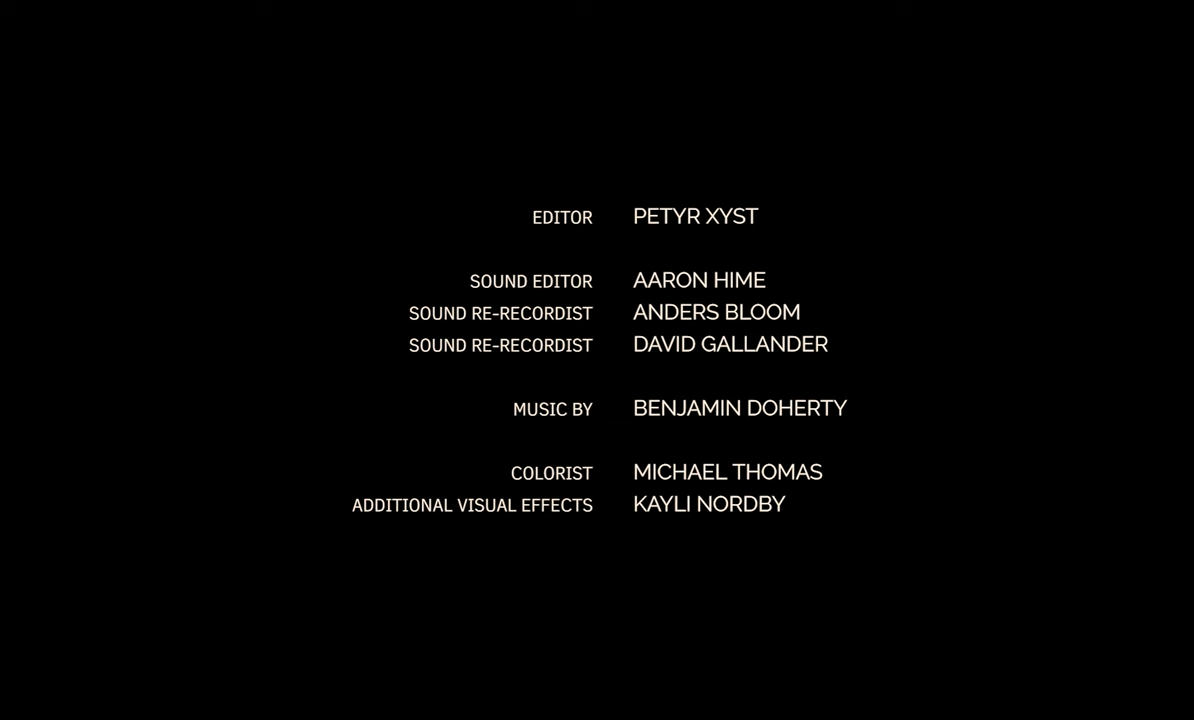 EDITOR PETYR XYST
SOUND EDITOR AARON HIME
SOUND RE-RECORDIST ANDERS BLOOM
SOUND RE-RECORDIST DAVID GALLANDER
MUSIC BY BENJAMIN DOHERTY
COLORIST MICHAEL THOMAS
ADDITIONAL VISUAL EFFECTS KAYLI NORDBY